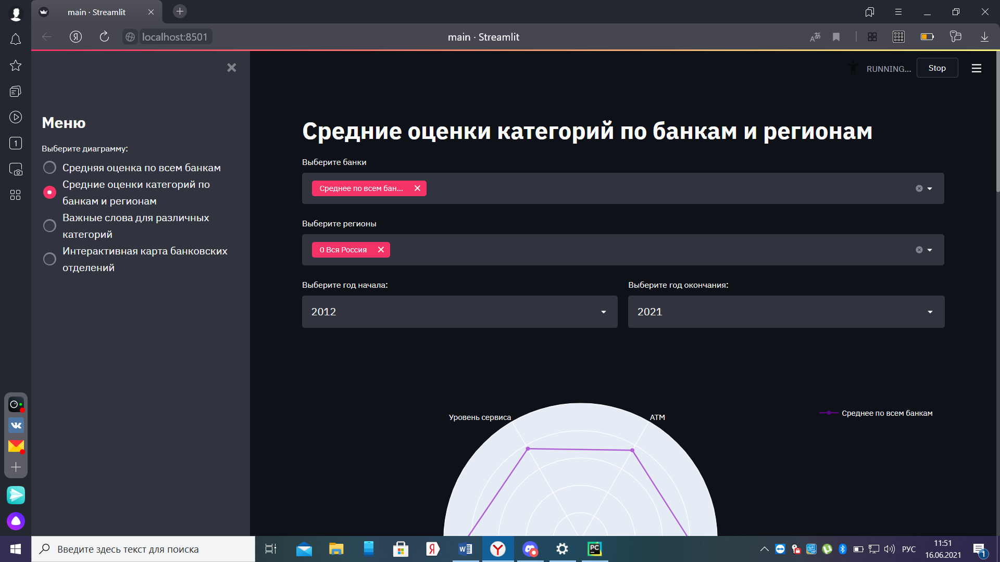 main · Streamlit
localhost:8501
main · Streamlit
RUNNING...
Stop
Меню
Выберите диаграмму:
Средняя оценка по всем банкам
Средние оценки категорий по
банкам и регионам
Важные слова для различных
категорий
Интерактивная карта банковских
отделений
Средние оценки категорий по банкам и регионам
Выберите банки
Среднее по всем бан...
Выберите регионы
0 Вся Россия
Выберите год начала:
Выберите год окончания:
2012
2021
Уровень сервиса
ATM
Среднее по всем банкам
1
Введите здесь текст для поиска
РУС
11:51
16.06.2021
1